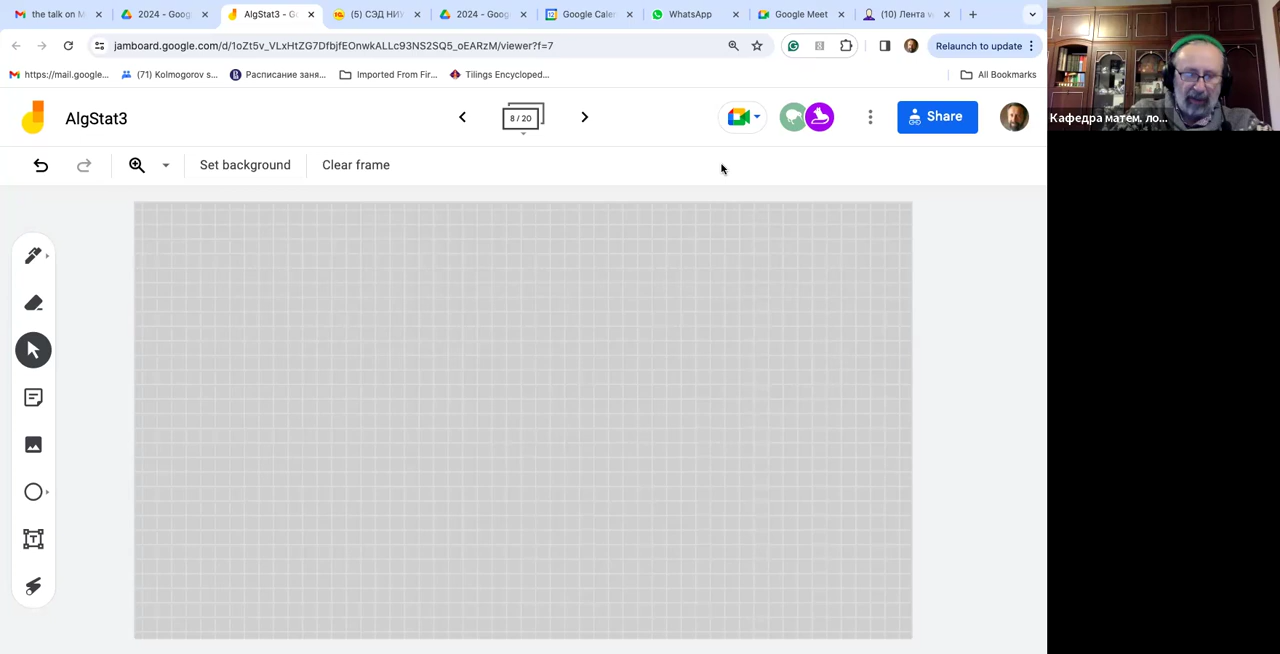 the talk on M
2024 - Goog
AlgStat3 - G
(5) СЭД НИУ
2024 - Goog
Google Caler
WhatsApp
Google Meet
(10) Лента
jamboard.google.com/d/1oZt5v_VLxHtZG7DfbjfEOriwkALLc93NS2SQ5_oEARzM/viewer?f=7
Relaunch to update
https://mail.google...
(71) Kolmogorov s...
Расписание заня...
Imported From Fir...
Tilings Encycloped...
All Bookmarks
AlgStat3
8 / 20
Share
Set background
Clear frame
Кафедра матем. ло...